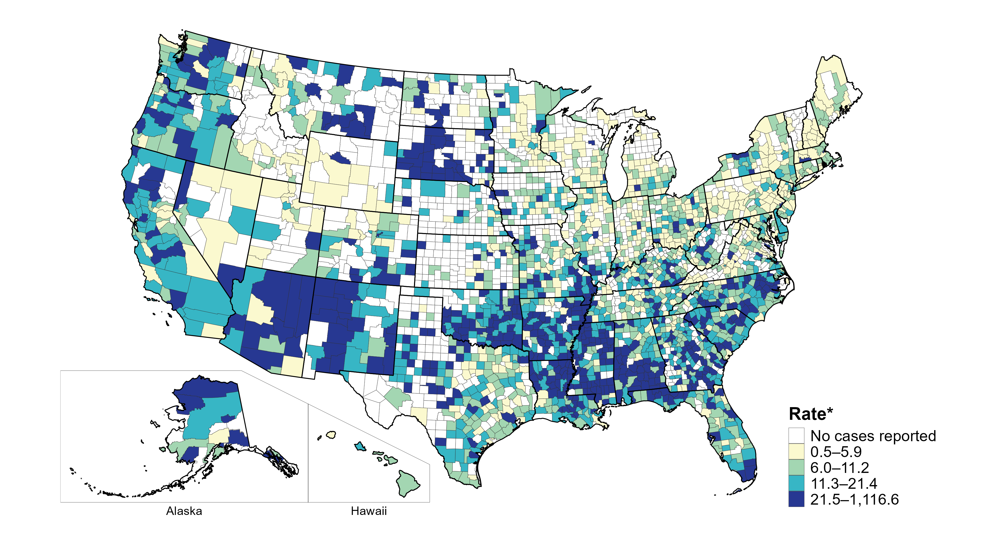 Rate*
No cases reported
0.5–5.9
6.0–11.2
11.3–21.4
21.5–1,116.6
Alaska
Hawaii